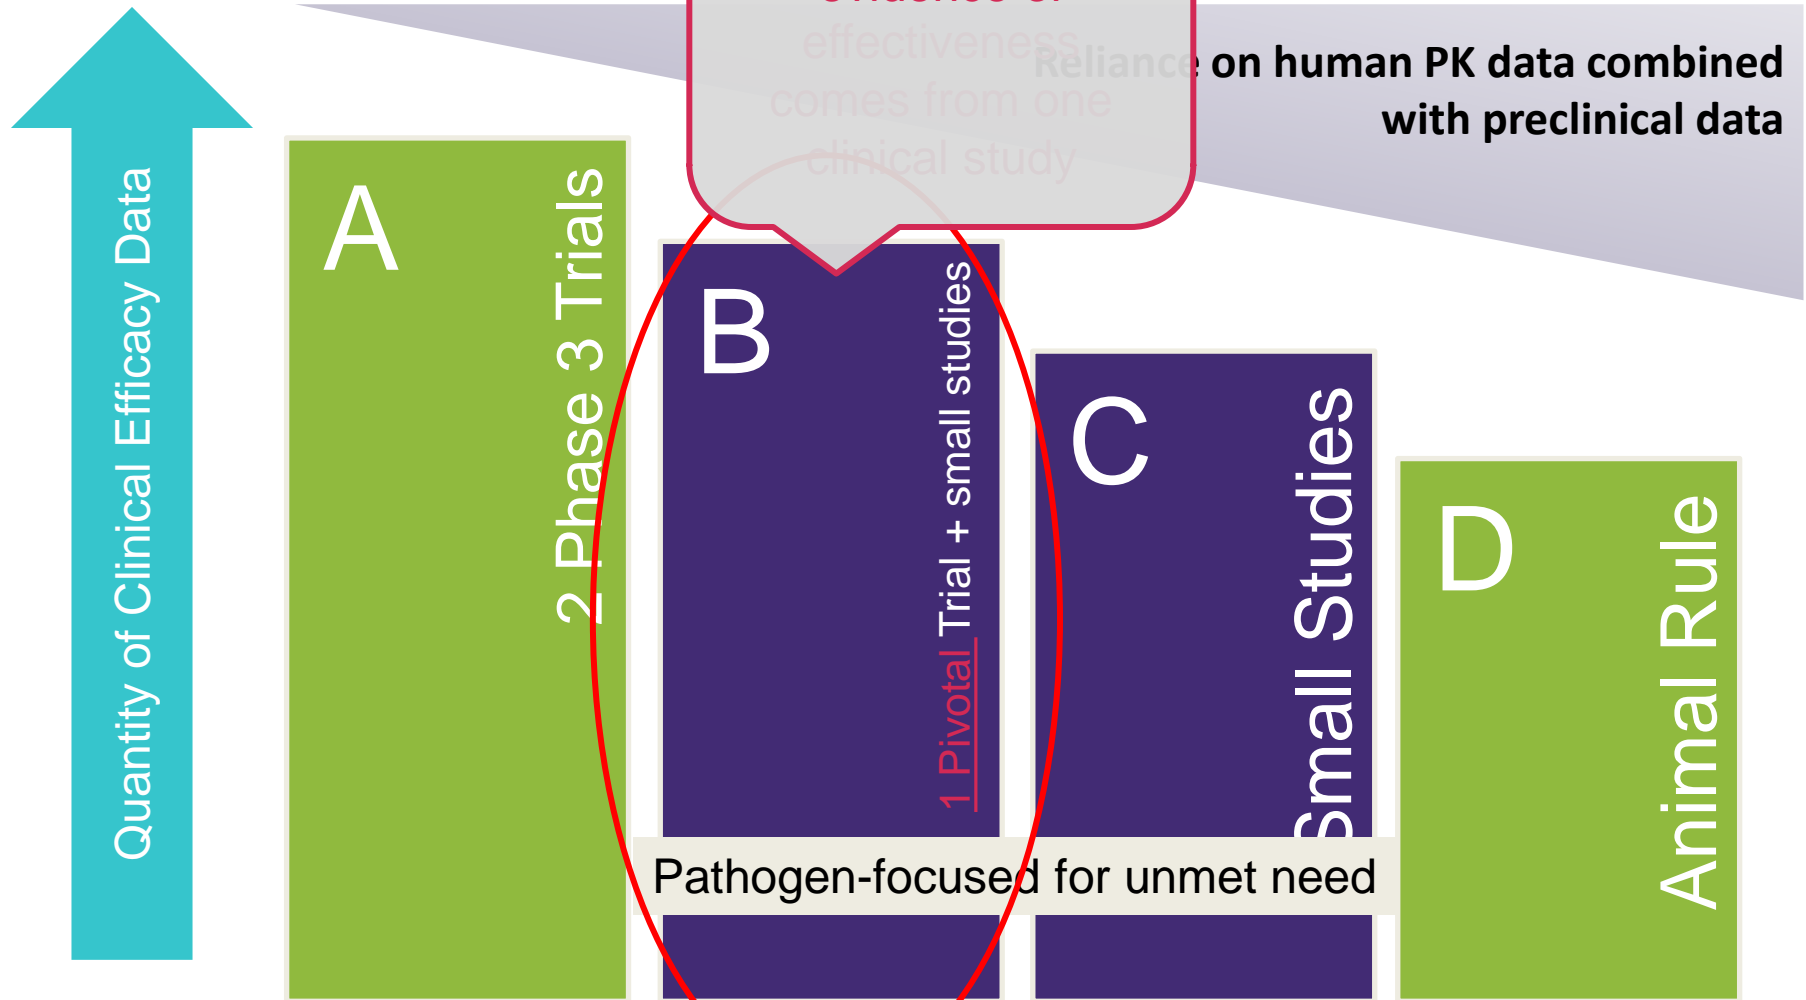 effectiveness
comes from one
clinical study
Reliance on human PK data combined
with preclinical data
Quantity of Clinical Efficacy Data
A
2 Phase 3 Trials
B
1 Pivotal Trial + small studies
C
Small Studies
D
Animal Rule
Pathogen-focused for unmet need